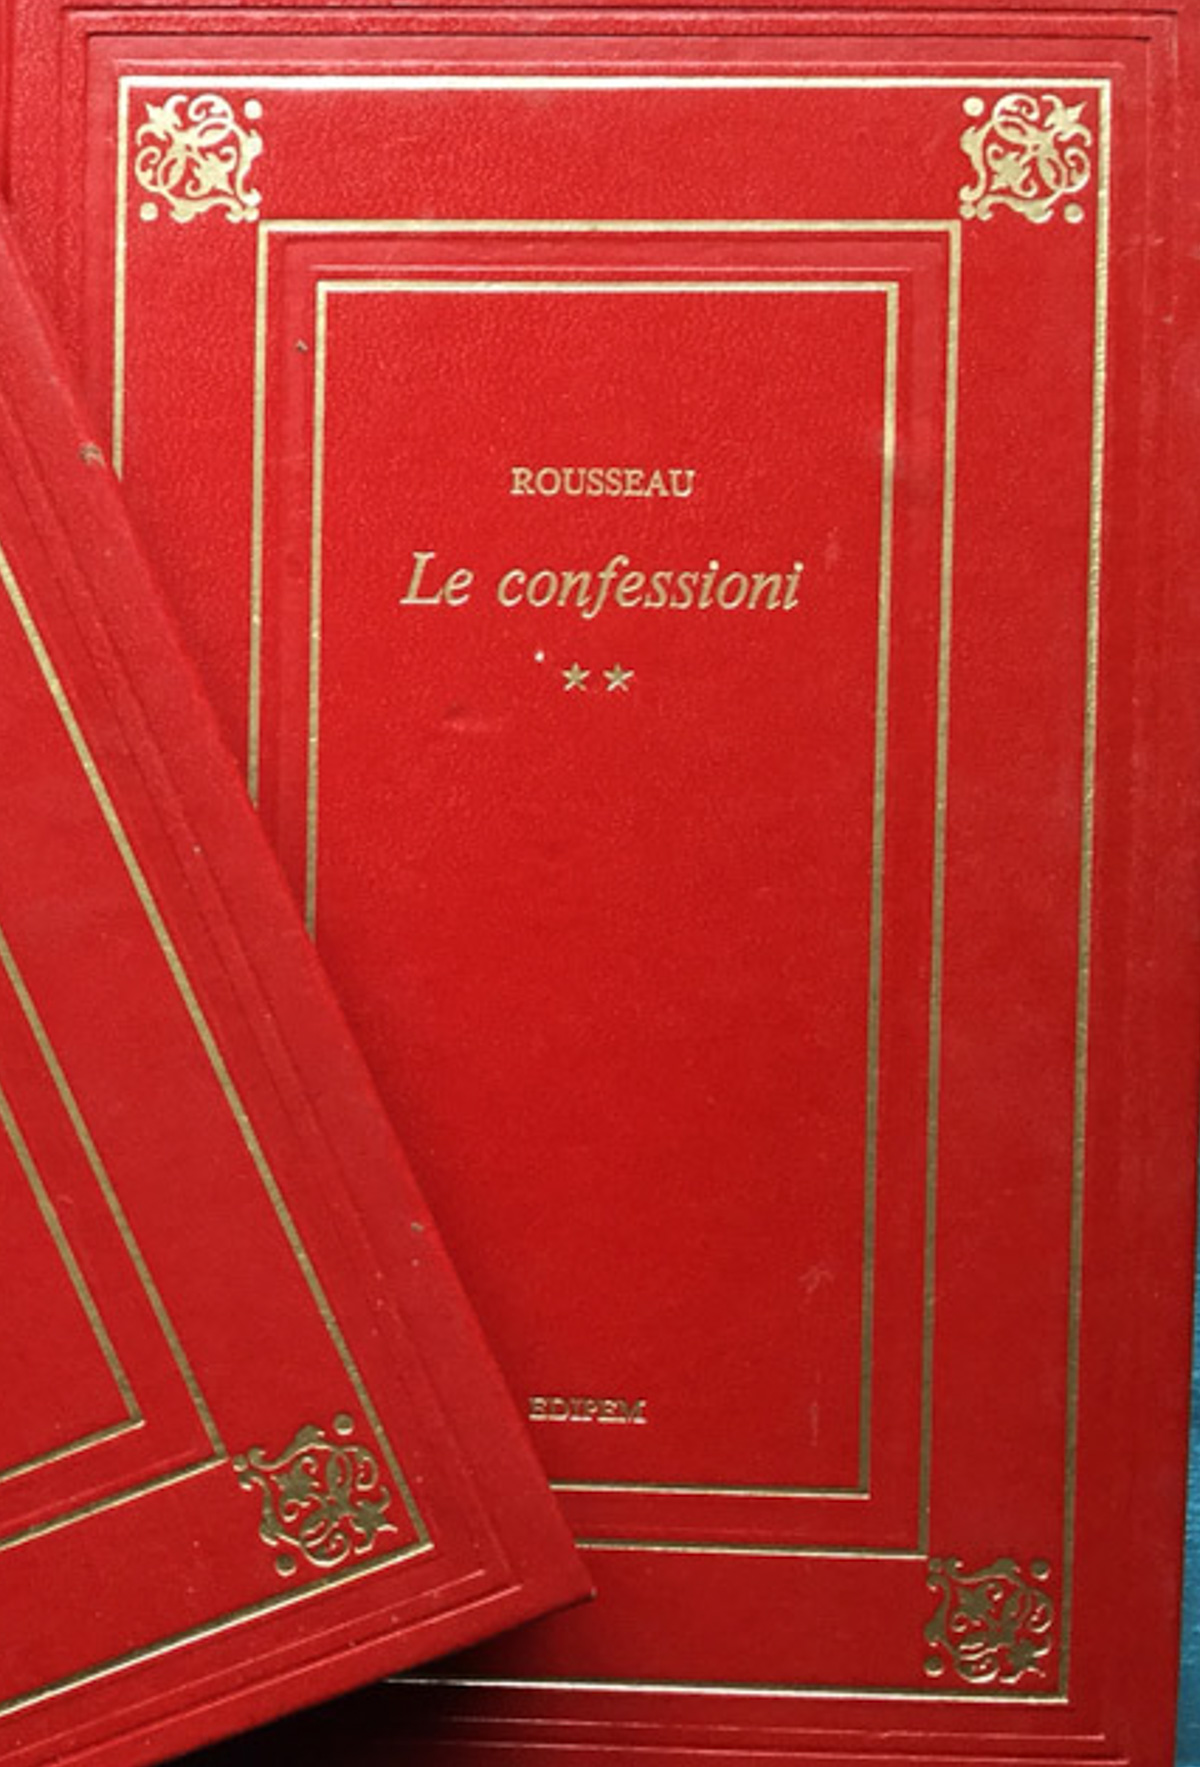 ROUSSEAU
Le confessioni
★ ★
EDIPEM